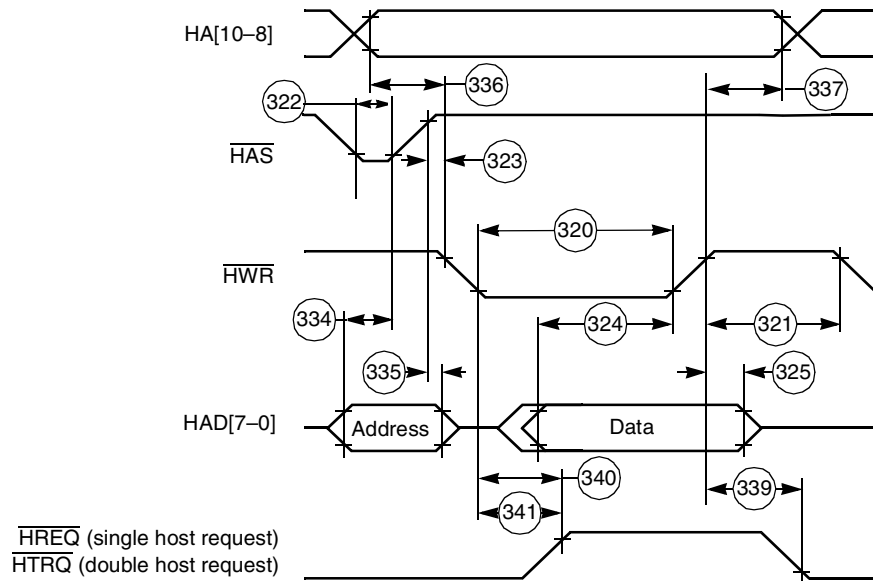 HA[10–8]
336
337
322
HAS
323
320
HWR
334
324
321
335
325
HAD[7–0]
Address
Data
340
339
341
HREQ (single host request)
HTRQ (double host request)